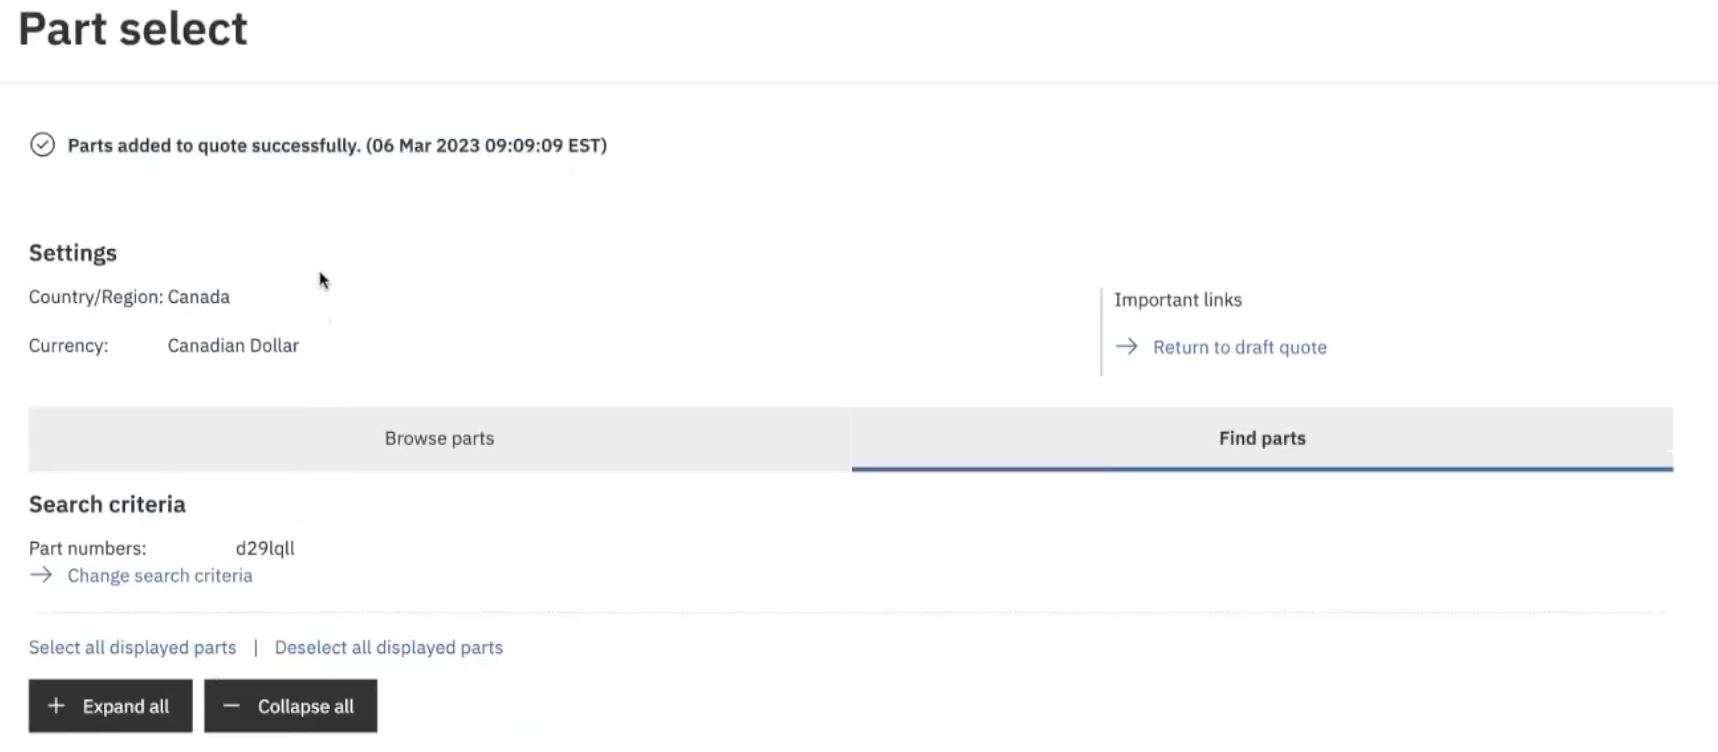 Part select
Parts added to quote successfully. (06 Mar 2023 09:09:09 EST)
Settings
Country/Region: Canada
Currency: Canadian Dollar
Important links
Return to draft quote
Browse parts
Find parts
Search criteria
Part numbers: d29lqll
Change search criteria
Select all displayed parts | Deselect all displayed parts
Expand all
Collapse all